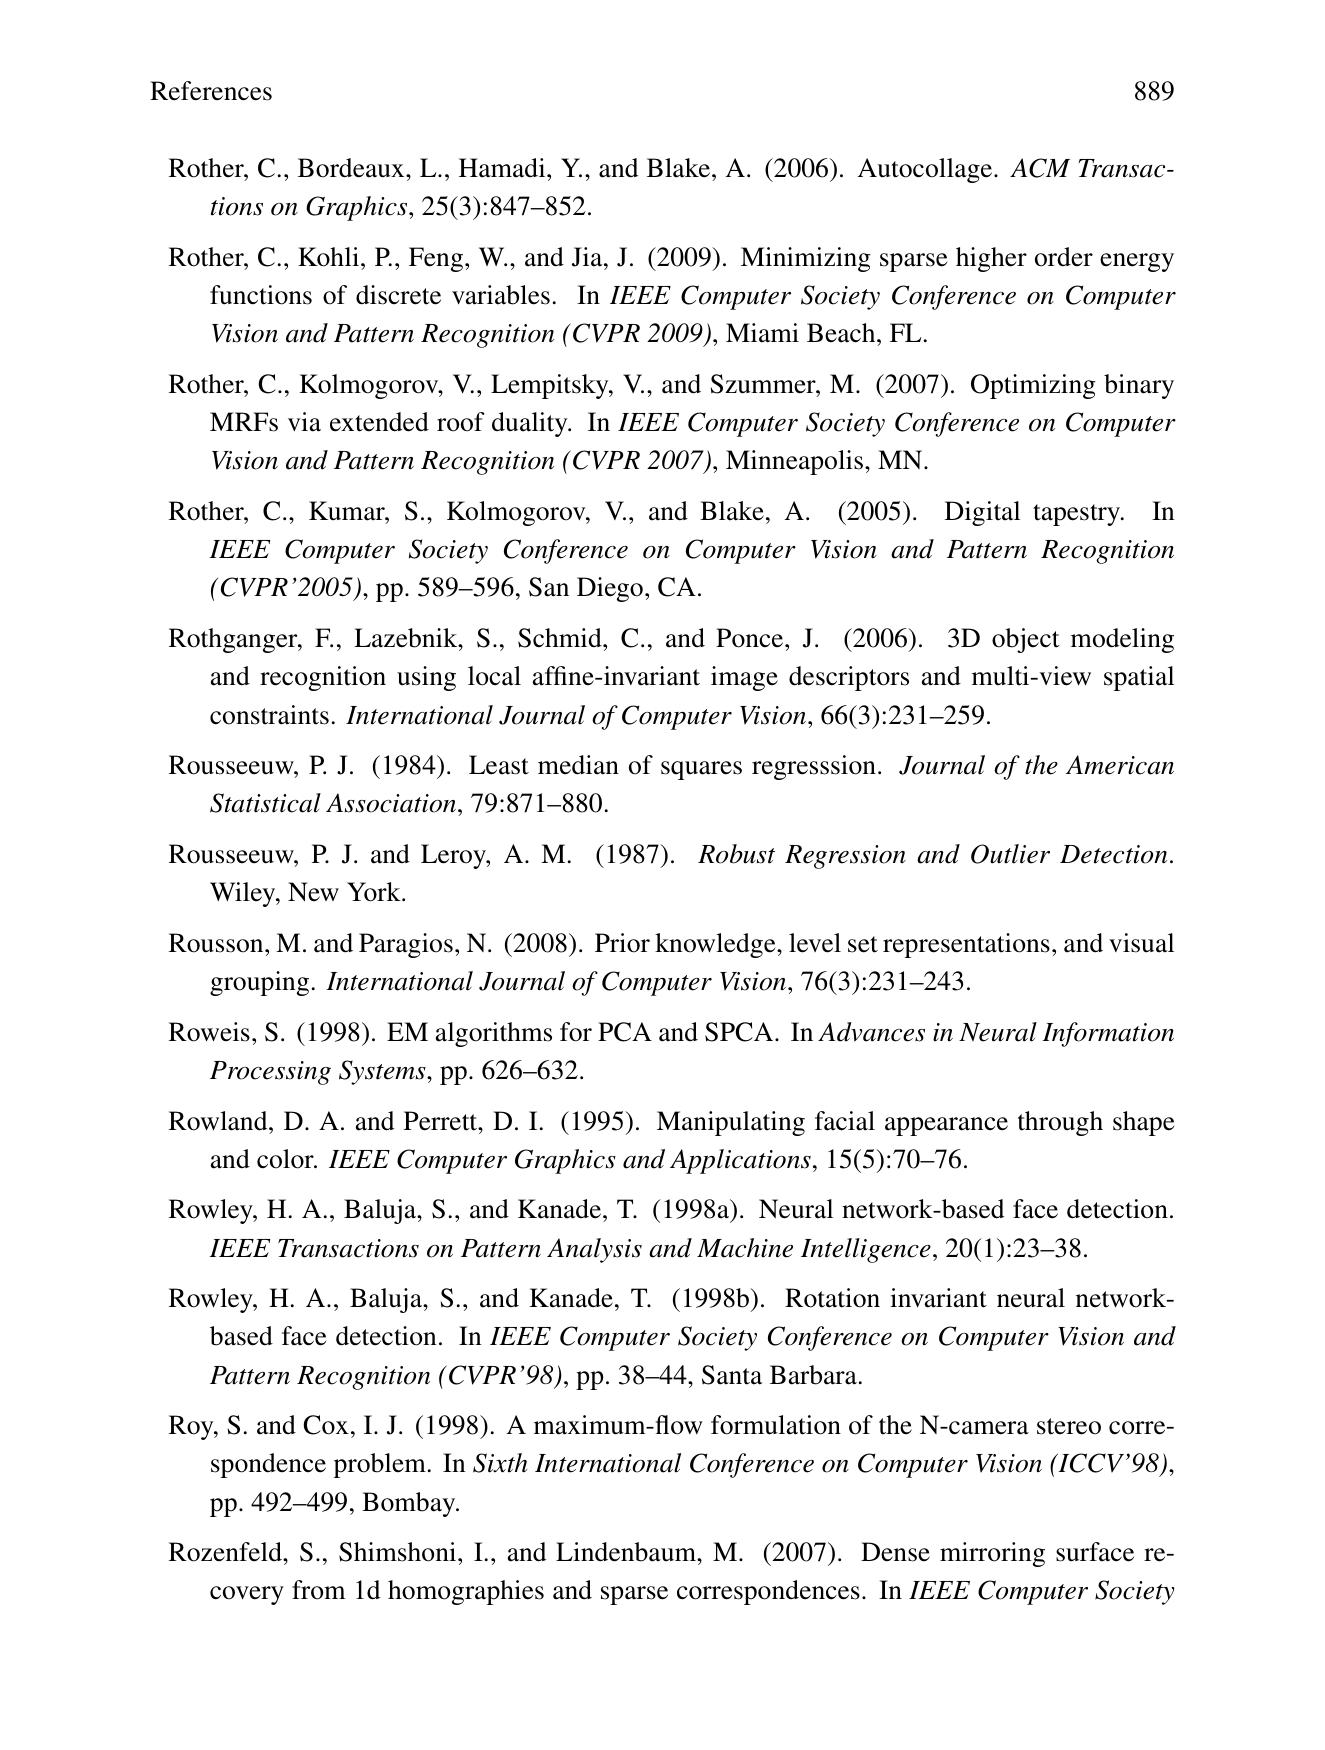 References 889
Rother, C., Bordeaux, L., Hamadi, Y., and Blake, A. (2006). Autocollage. ACM Transac-
tions on Graphics, 25(3):847–852.
Rother, C., Kohli, P., Feng, W., and Jia, J. (2009). Minimizing sparse higher order energy
functions of discrete variables. In IEEE Computer Society Conference on Computer
Vision and Pattern Recognition (CVPR 2009), Miami Beach, FL.
Rother, C., Kolmogorov, V., Lempitsky, V., and Szummer, M. (2007). Optimizing binary
MRFs via extended roof duality. In IEEE Computer Society Conference on Computer
Vision and Pattern Recognition (CVPR 2007), Minneapolis, MN.
Rother, C., Kumar, S., Kolmogorov, V., and Blake, A. (2005). Digital tapestry. In
IEEE Computer Society Conference on Computer Vision and Pattern Recognition
(CVPR’2005), pp. 589–596, San Diego, CA.
Rothganger, F., Lazebnik, S., Schmid, C., and Ponce, J. (2006). 3D object modeling
and recognition using local affine-invariant image descriptors and multi-view spatial
constraints. International Journal of Computer Vision, 66(3):231–259.
Rousseeuw, P. J. (1984). Least median of squares regresssion. Journal of the American
Statistical Association, 79:871–880.
Rousseeuw, P. J. and Leroy, A. M. (1987). Robust Regression and Outlier Detection.
Wiley, New York.
Rousson, M. and Paragios, N. (2008). Prior knowledge, level set representations, and visual
grouping. International Journal of Computer Vision, 76(3):231–243.
Roweis, S. (1998). EM algorithms for PCA and SPCA. In Advances in Neural Information
Processing Systems, pp. 626–632.
Rowland, D. A. and Perrett, D. I. (1995). Manipulating facial appearance through shape
and color. IEEE Computer Graphics and Applications, 15(5):70–76.
Rowley, H. A., Baluja, S., and Kanade, T. (1998a). Neural network-based face detection.
IEEE Transactions on Pattern Analysis and Machine Intelligence, 20(1):23–38.
Rowley, H. A., Baluja, S., and Kanade, T. (1998b). Rotation invariant neural network-
based face detection. In IEEE Computer Society Conference on Computer Vision and
Pattern Recognition (CVPR’98), pp. 38–44, Santa Barbara.
Roy, S. and Cox, I. J. (1998). A maximum-flow formulation of the N-camera stereo corre-
spondence problem. In Sixth International Conference on Computer Vision (ICCV’98),
pp. 492–499, Bombay.
Rozenfeld, S., Shimshoni, I., and Lindenbaum, M. (2007). Dense mirroring surface re-
covery from 1d homographies and sparse correspondences. In IEEE Computer Society